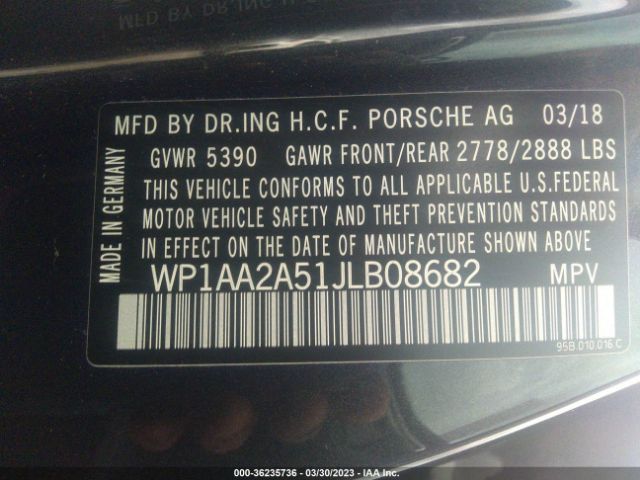 MFD BY DR.ING H.C.F. PORSCHE AG 03/18
GVWR 5390 GAWR FRONT/REAR 2778/2888 LBS
THIS VEHICLE CONFORMS TO ALL APPLICABLE U.S.FEDERAL
MOTOR VEHICLE SAFETY AND THEFT PREVENTION STANDARDS
IN EFFECT ON THE DATE OF MANUFACTURE SHOWN ABOVE
WP1AA2A51JLB08682 MPV
95B.010.016 C
MADE IN GERMANY
000-36235736 - 03/30/2023 - IAA Inc.